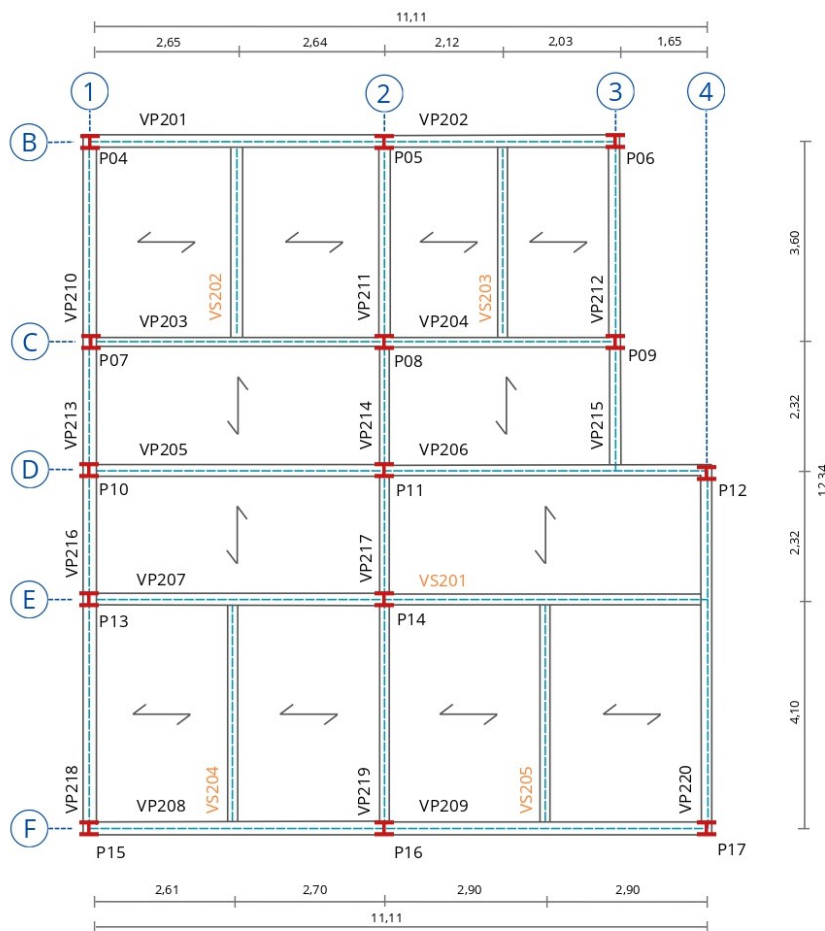 11,11
2,65 2,64 2,12 2,03 1,65
1 2 3 4
VP201 VP202
B
P04 P05 P06
3,60
VP210 VS202 VP211 VS203 VP212
VP203 VP204
C
P07 P08 P09
VP213 VP214 VP215
2,32
VP205 VP206
D
12,34
P10 P11 P12
VP216 VP217
2,32
VP207 VS201
E
P13 P14
4,10
VP218 VS204 VP219 VS205 VP220
VP208 VP209
F
P15 P16 P17
2,61 2,70 2,90 2,90
11,11